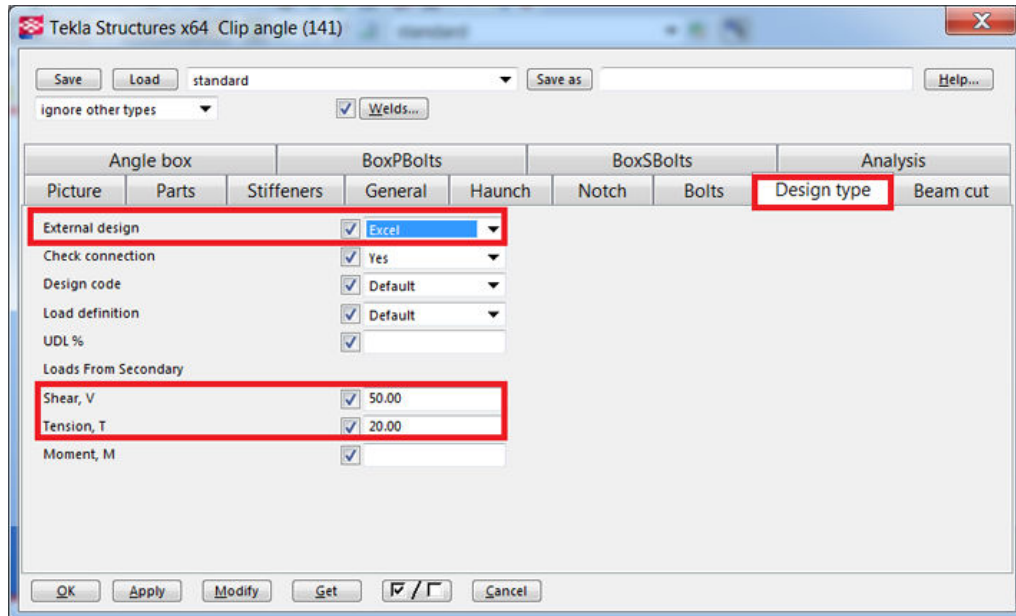 Tekla Structures x64 Clip angle (141)
Save Load standard Save as Help...
ignore other types Welds...
Angle box BoxPBolts BoxSBolts Analysis
Picture Parts Stiffeners General Haunch Notch Bolts Design type Beam cut
External design Excel
Check connection Yes
Design code Default
Load definition Default
UDL %
Loads From Secondary
Shear, V 50.00
Tension, T 20.00
Moment, M
OK Apply Modify Get / Cancel